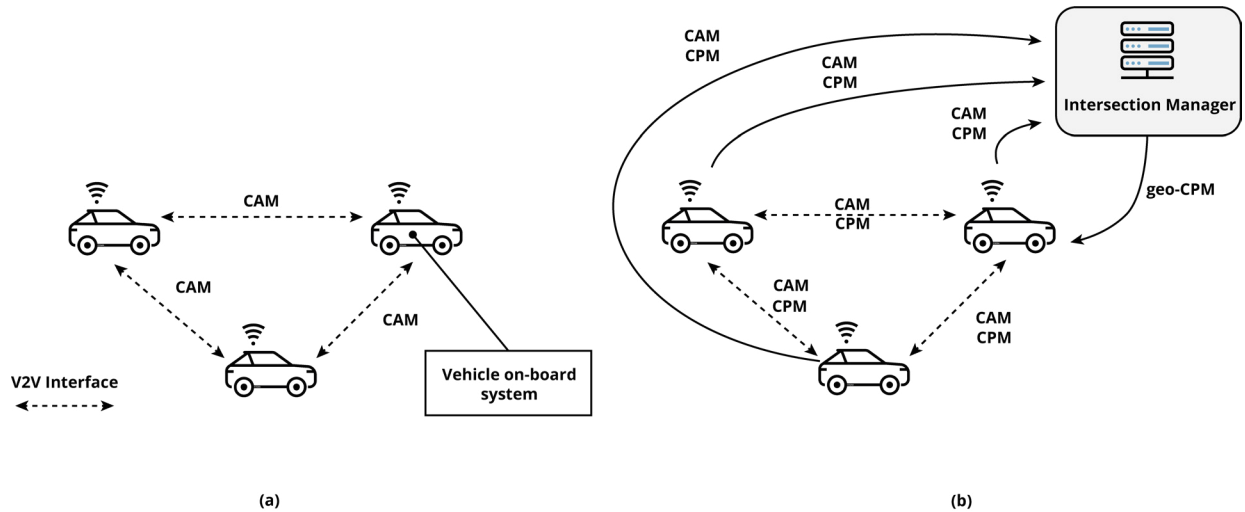 CAM
CAM
CAM
V2V Interface
Vehicle on-board
system
(a)
CAM
CPM
CAM
CPM
CAM
CPM
Intersection Manager
geo-CPM
CAM
CPM
CAM
CPM
CAM
CPM
(b)